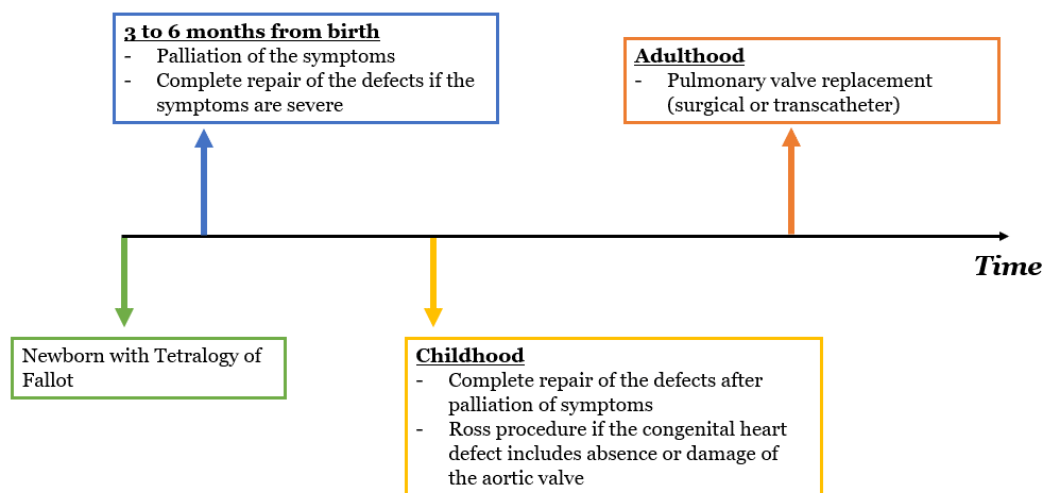 3 to 6 months from birth
- Palliation of the symptoms
- Complete repair of the defects if the
symptoms are severe
Adulthood
- Pulmonary valve replacement
(surgical or transcatheter)
Time
Newborn with Tetralogy of
Fallot
Childhood
- Complete repair of the defects after
palliation of symptoms
- Ross procedure if the congenital heart
defect includes absence or damage of
the aortic valve